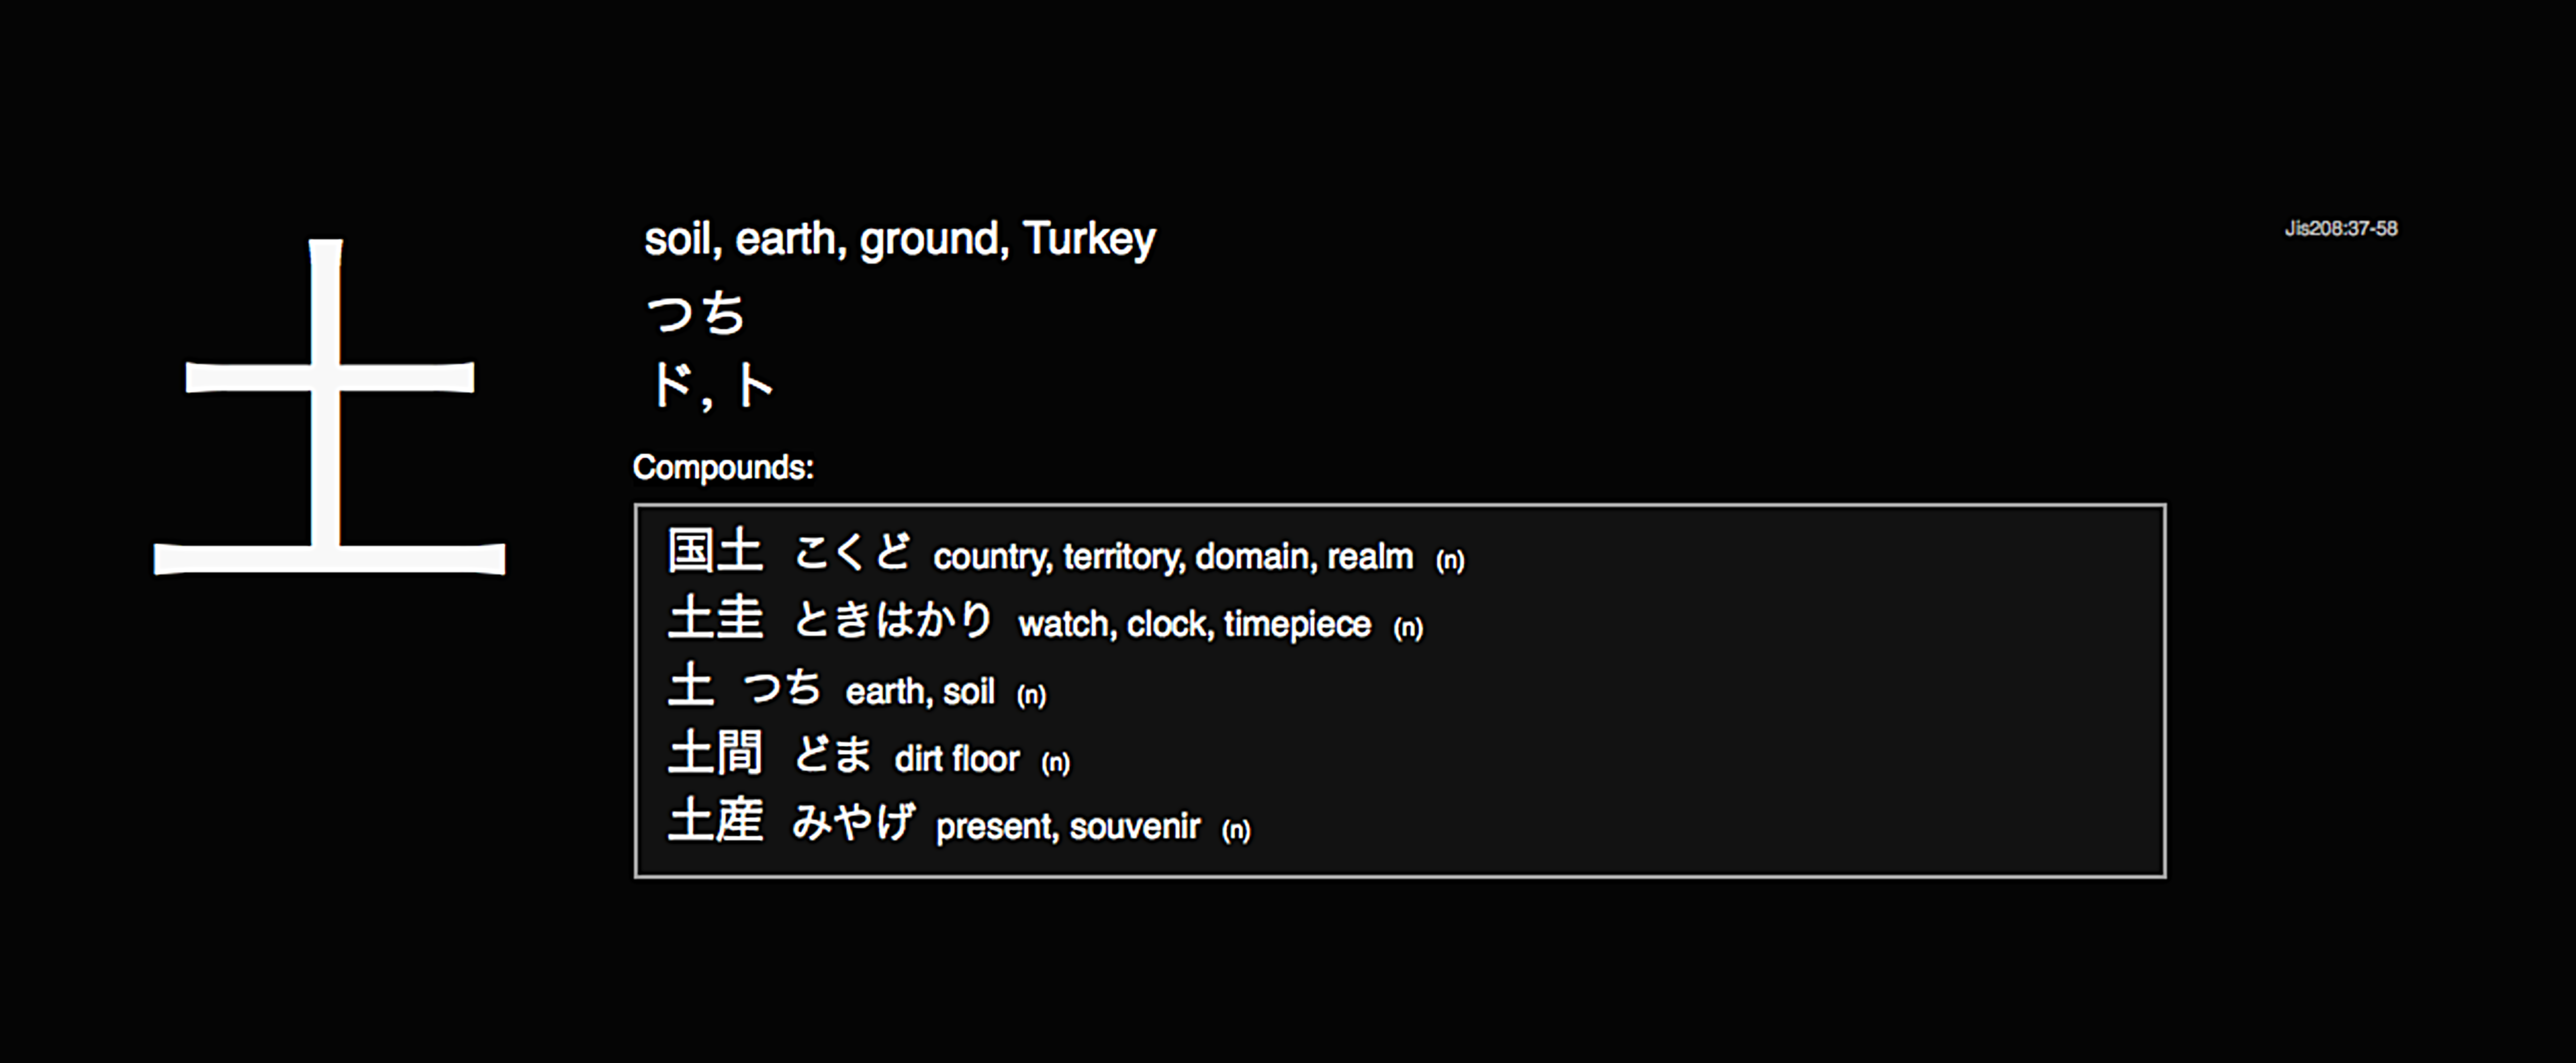 土
soil, earth, ground, Turkey
Jis208:37-58
つち
ド, ト
Compounds:
国土 こくど country, territory, domain, realm (n)
土圭 ときはかり watch, clock, timepiece (n)
土 つち earth, soil (n)
土間 どま dirt floor (n)
土産 みやげ present, souvenir (n)